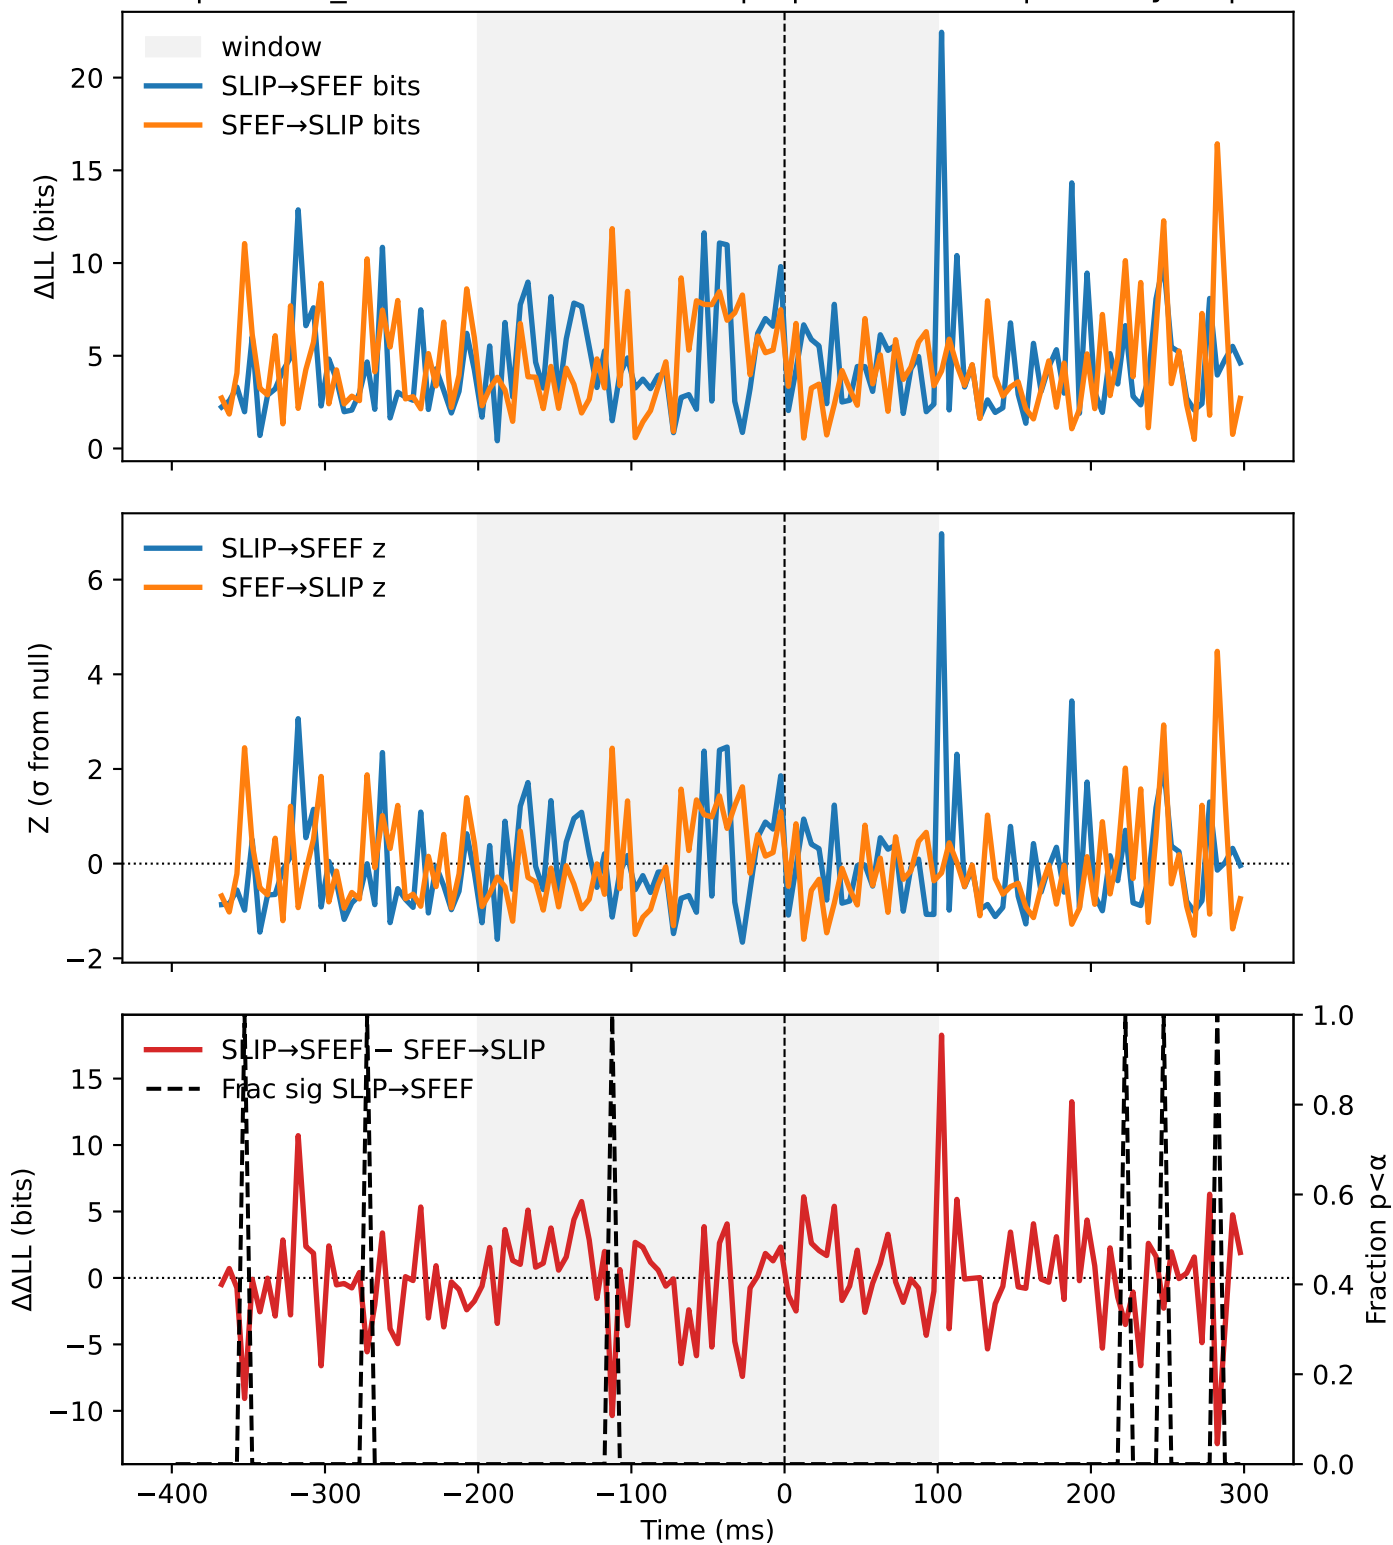 window
SLIP→SFEF bits
SFEF→SLIP bits
20
15
10
5
0
ΔLL (bits)
SLIP→SFEF z
SFEF→SLIP z
6
4
2
0
−2
Z (σ from null)
SLIP→SFEF − SFEF→SLIP
Frac sig SLIP→SFEF
15
10
5
0
−5
−10
ΔΔLL (bits)
1.0
0.8
0.6
0.4
0.2
0.0
Fraction p<α
−400 −300 −200 −100 0 100 200 300
Time (ms)